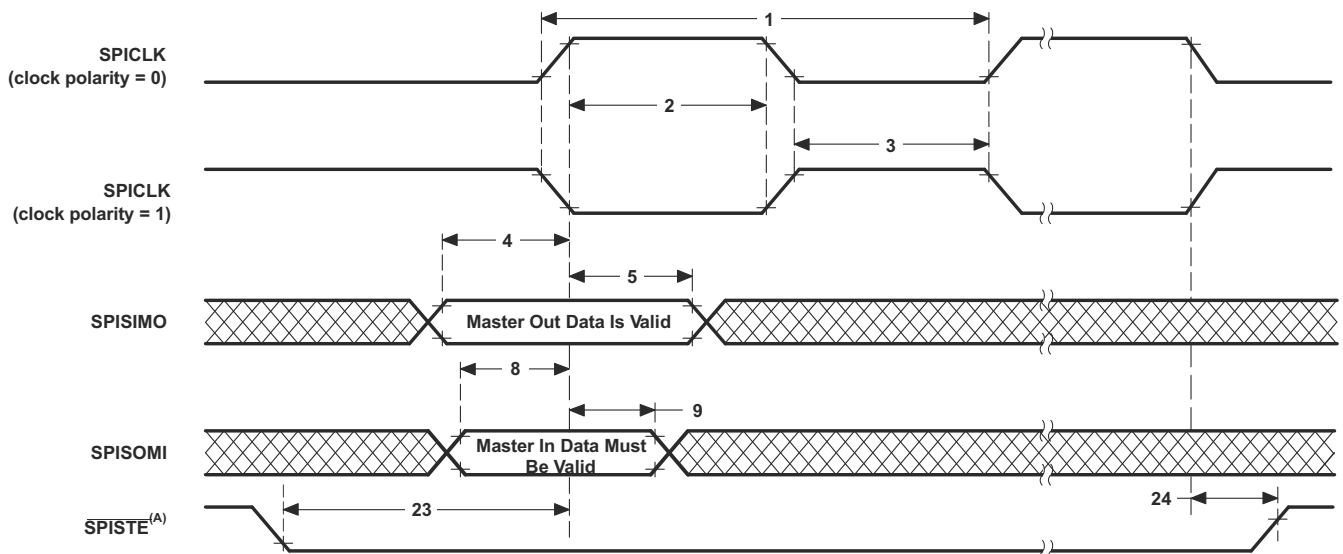 1
SPICLK
(clock polarity = 0)
2
3
SPICLK
(clock polarity = 1)
4
5
SPISIMO
Master Out Data Is Valid
8
9
SPISOMI
Master In Data Must
Be Valid
24
23
SPISTE(A)